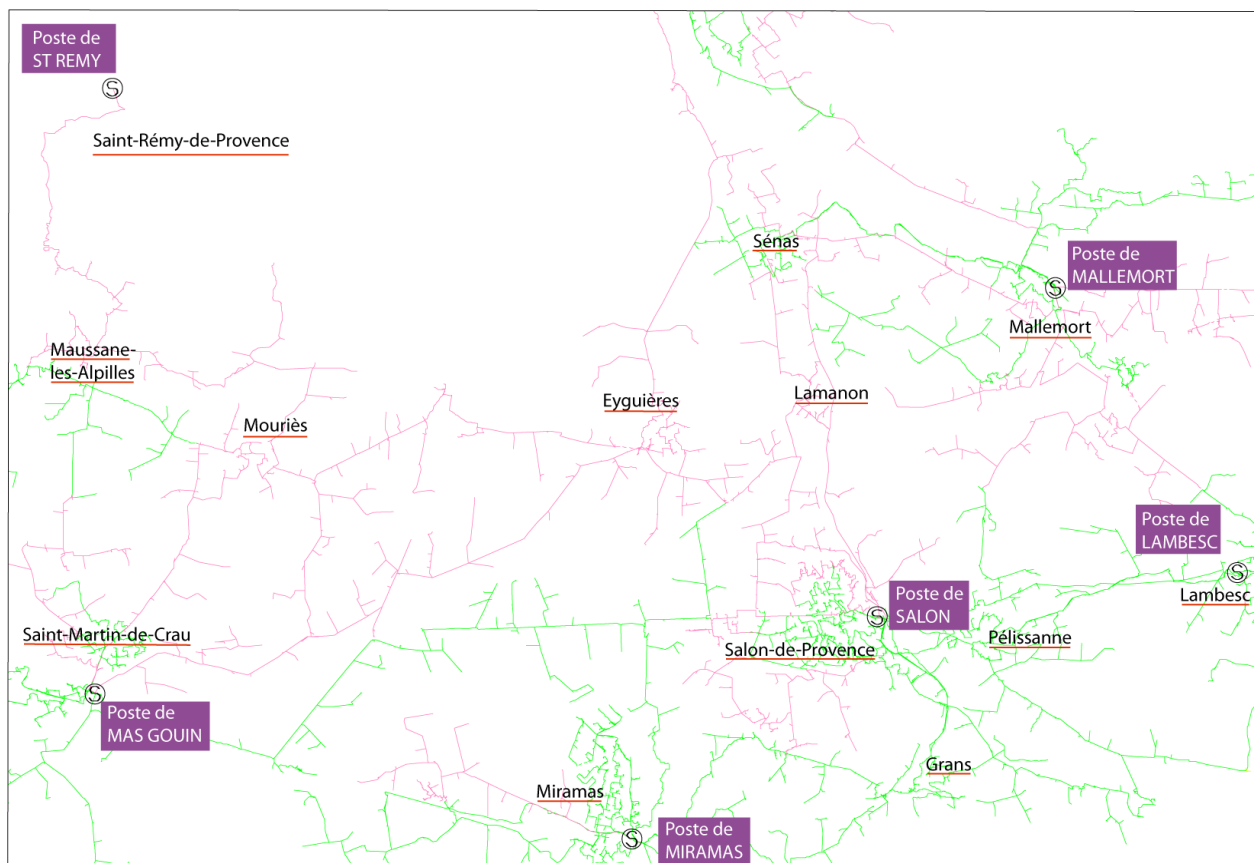 Poste de
ST REMY
S
Saint-Rémy-de-Provence
Sénas
Poste de
MALLEMORT
S
Mallemort
Maussane-
les-Alpilles
Eyguières
Lamanon
Mouriès
Poste de
LAMBESC
S
Lambesc
Poste de
SALON
S
Saint-Martin-de-Crau
Pélissanne
Salon-de-Provence
S
Poste de
MAS GOUIN
Grans
Miramas
S
Poste de
MIRAMAS